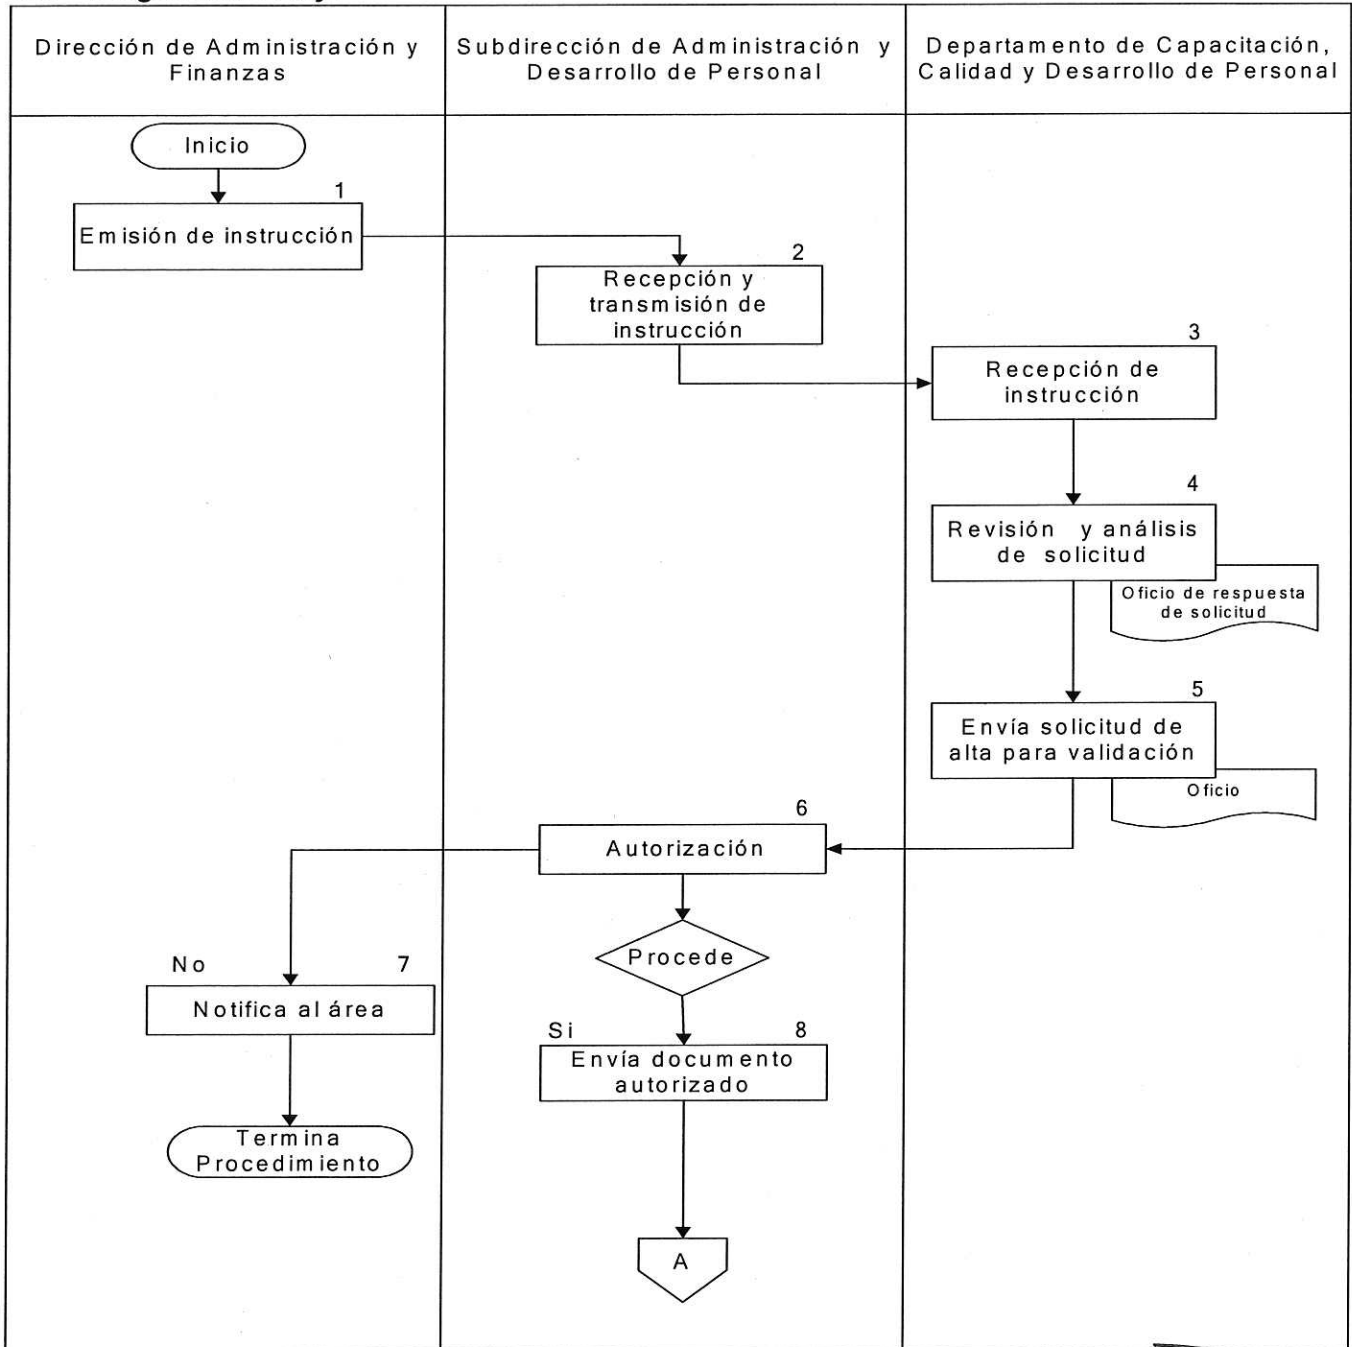 Dirección de Administración y
Finanzas
Subdirección de Administración y
Desarrollo de Personal
Departamento de Capacitación,
Calidad y Desarrollo de Personal
Inicio
1
Emisión de instrucción
2
Recepción y
transmisión de
instrucción
3
Recepción de
instrucción
4
Revisión y análisis
de solicitud
Oficio de respuesta
de solicitud
5
Envía solicitud de
alta para validación
Oficio
6
Autorización
Procede
No
7
Notifica al área
Si
8
Envía documento
autorizado
Termina
Procedimiento
A